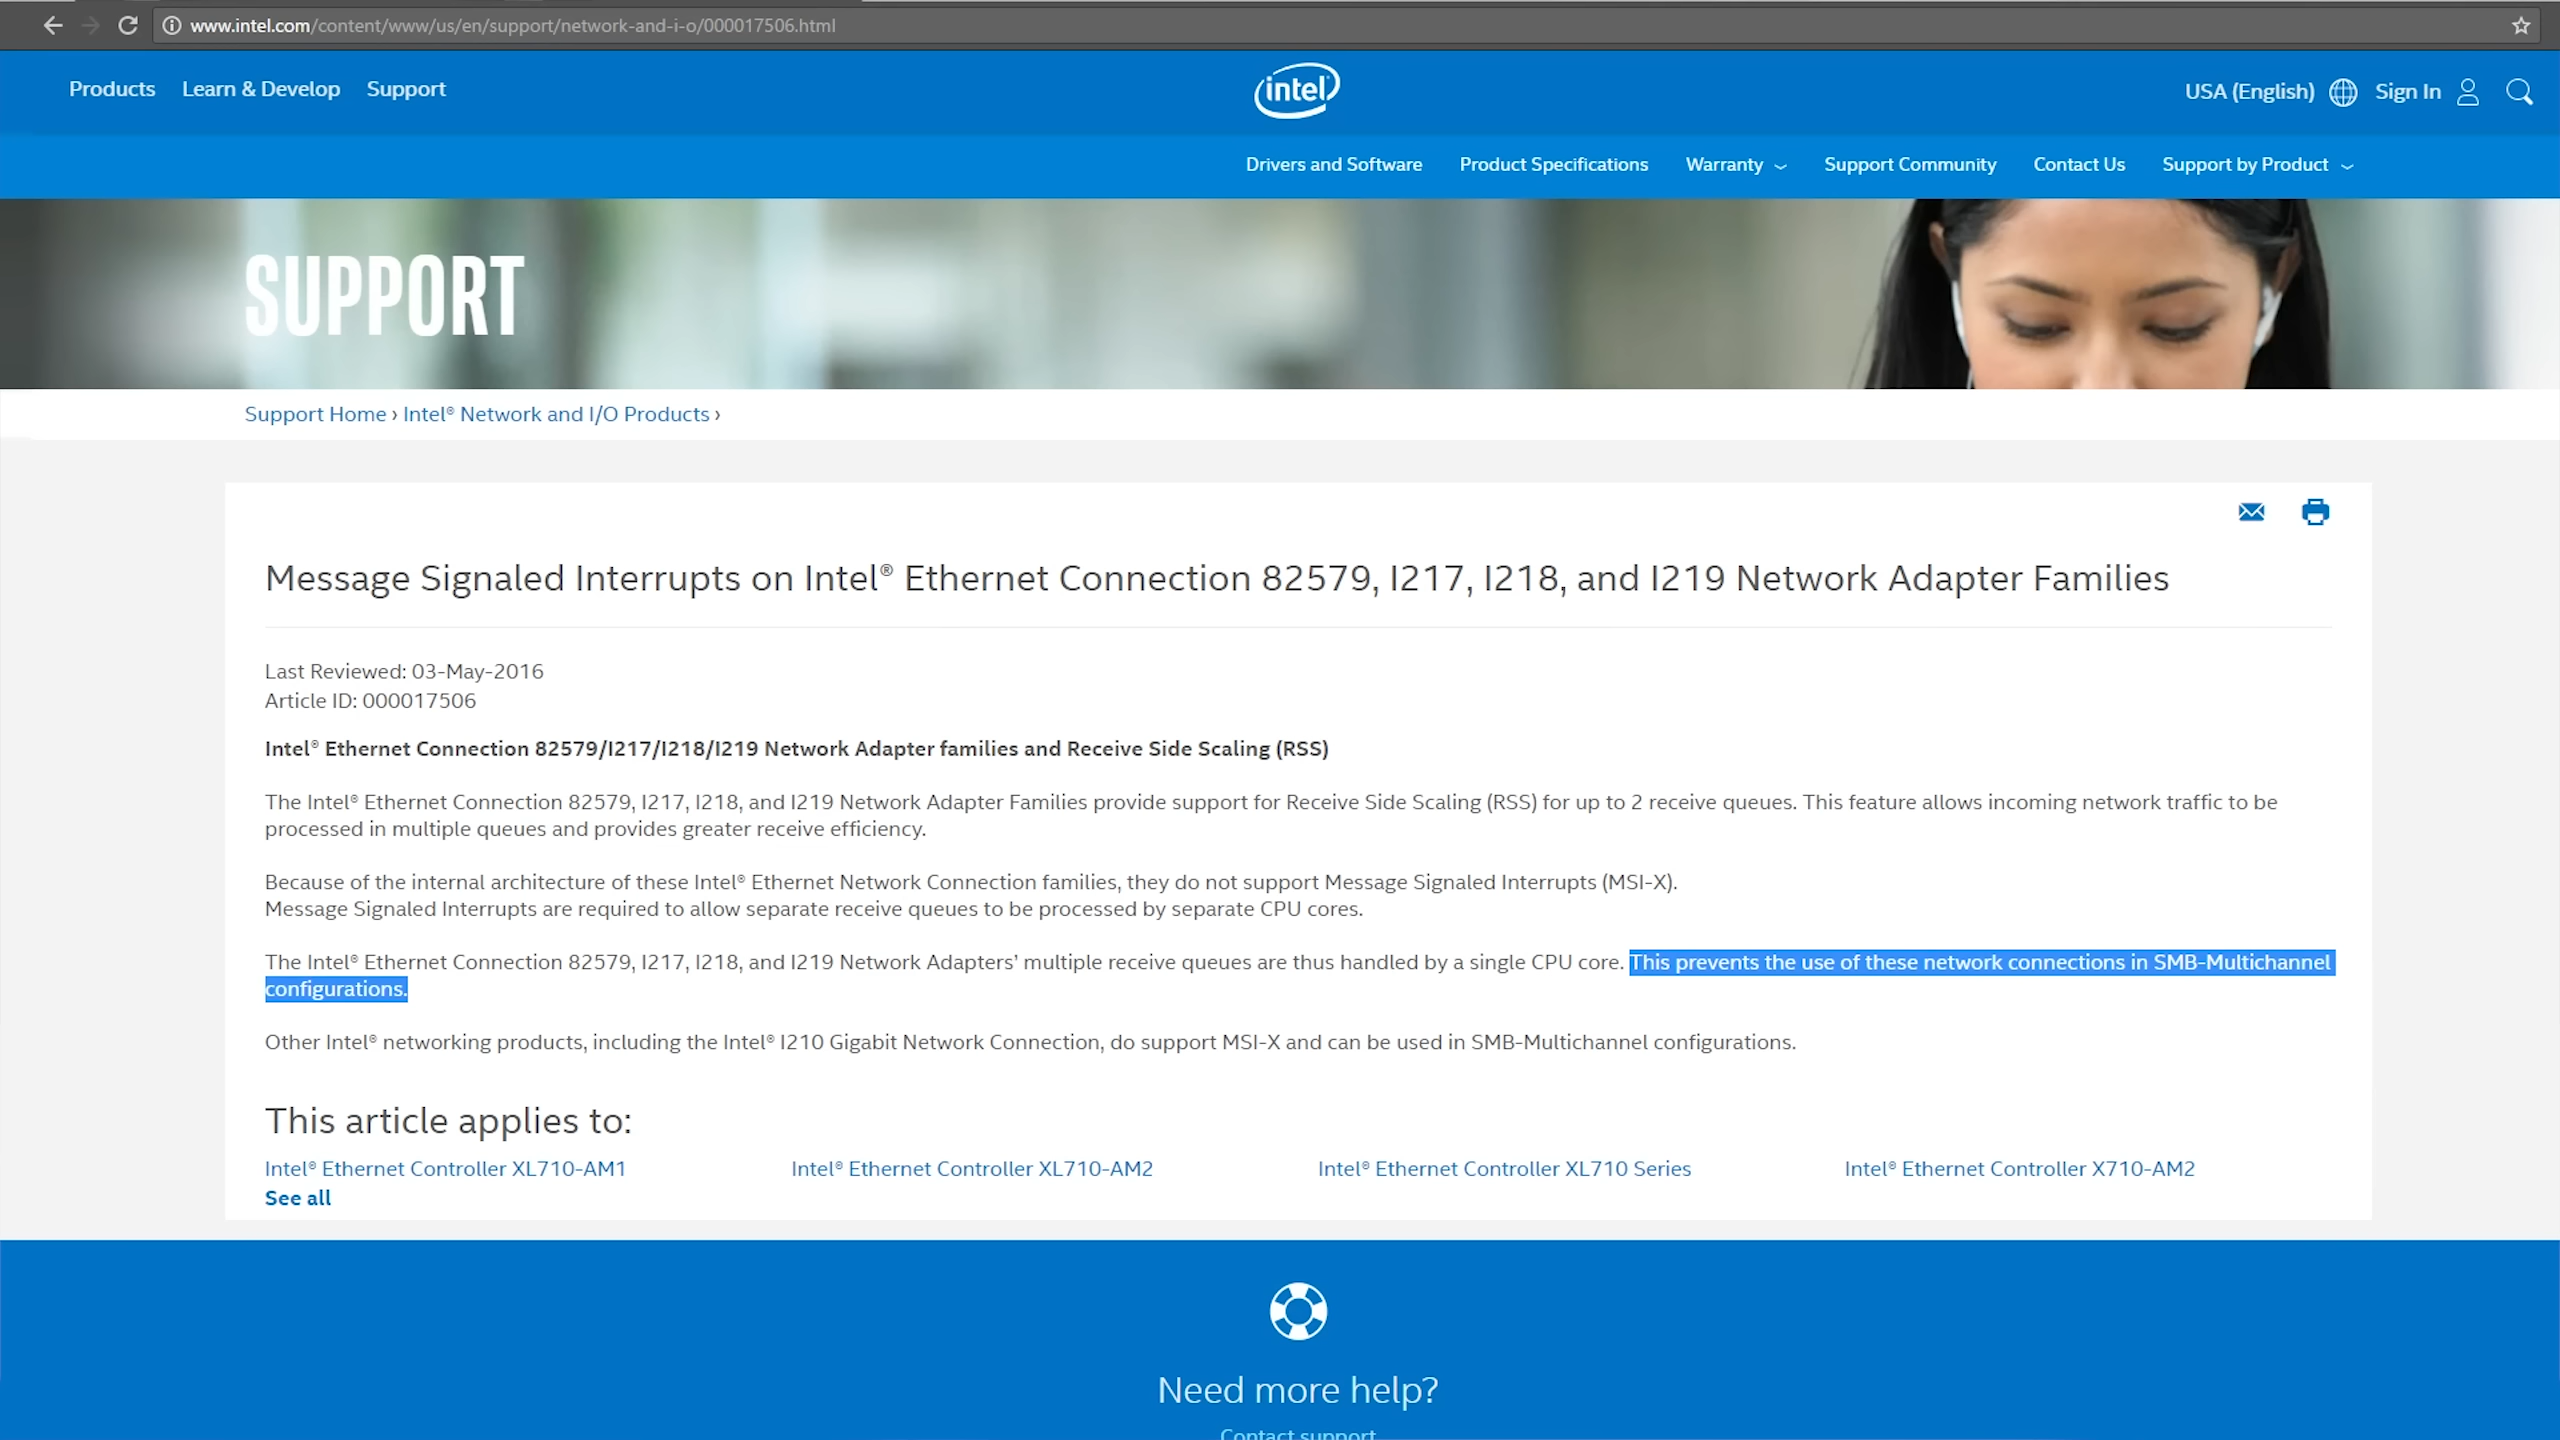 www.intel.com/content/www/us/en/support/network-and-i-o/000017506.html
Products Learn & Develop Support
intel
USA (English) Sign In
Drivers and Software Product Specifications Warranty Support Community Contact Us Support by Product
SUPPORT
Support Home › Intel® Network and I/O Products ›
Message Signaled Interrupts on Intel® Ethernet Connection 82579, I217, I218, and I219 Network Adapter Families
Last Reviewed: 03-May-2016
Article ID: 000017506
Intel® Ethernet Connection 82579/I217/I218/I219 Network Adapter families and Receive Side Scaling (RSS)
The Intel® Ethernet Connection 82579, I217, I218, and I219 Network Adapter Families provide support for Receive Side Scaling (RSS) for up to 2 receive queues. This feature allows incoming network traffic to be
processed in multiple queues and provides greater receive efficiency.
Because of the internal architecture of these Intel® Ethernet Network Connection families, they do not support Message Signaled Interrupts (MSI-X).
Message Signaled Interrupts are required to allow separate receive queues to be processed by separate CPU cores.
The Intel® Ethernet Connection 82579, I217, I218, and I219 Network Adapters’ multiple receive queues are thus handled by a single CPU core. This prevents the use of these network connections in SMB-Multichannel
configurations.
Other Intel® networking products, including the Intel® I210 Gigabit Network Connection, do support MSI-X and can be used in SMB-Multichannel configurations.
This article applies to:
Intel® Ethernet Controller XL710-AM1 Intel® Ethernet Controller XL710-AM2 Intel® Ethernet Controller XL710 Series Intel® Ethernet Controller X710-AM2
See all
Need more help?
Contact support